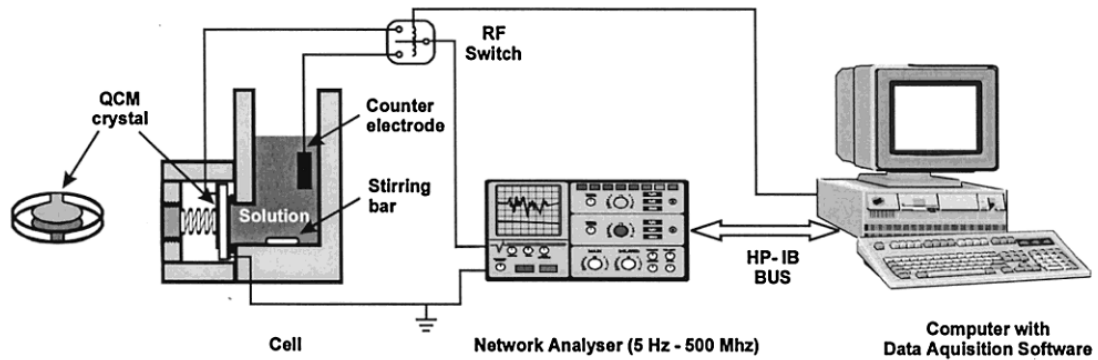 RF
Switch
QCM
crystal
Counter
electrode
Stirring
bar
Solution
HP- IB
BUS
Cell
Network Analyser (5 Hz - 500 Mhz)
Computer with
Data Aquisition Software